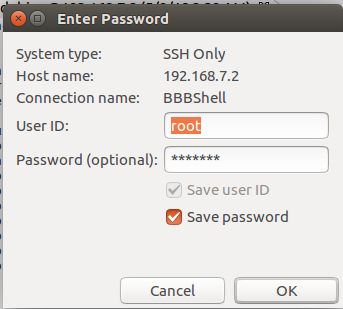 Enter Password
System type: SSH Only
Host name: 192.168.7.2
Connection name: BBBShell
User ID: root
Password (optional): *******
Save user ID
Save password
Cancel OK